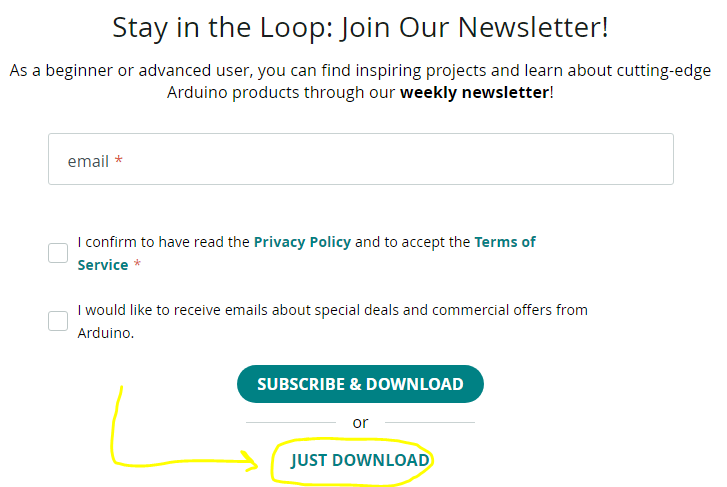 Stay in the Loop: Join Our Newsletter!
As a beginner or advanced user, you can find inspiring projects and learn about cutting-edge
Arduino products through our weekly newsletter!
email *
I confirm to have read the Privacy Policy and to accept the Terms of
Service *
I would like to receive emails about special deals and commercial offers from
Arduino.
SUBSCRIBE & DOWNLOAD
or
JUST DOWNLOAD